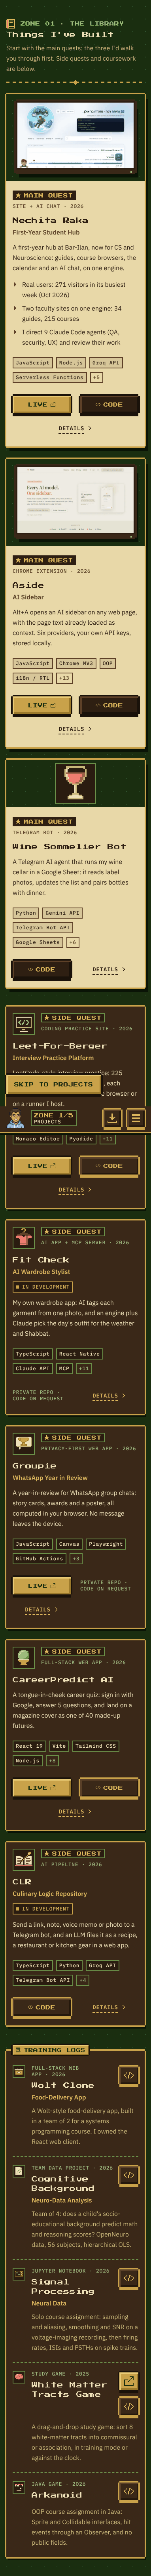 ZONE 01 · THE LIBRARY
Things I've Built
Start with the main quests: the three I'd walk
you through first. Side quests and coursework
are below.
★ MAIN QUEST
SITE + AI CHAT · 2026
Nechita Raka
First-Year Student Hub
A first-year hub at Bar-Ilan, now for CS and
Neuroscience: guides, course browsers, the
calendar and an AI chat, on one engine.
Real users: 271 visitors in its busiest
week (Oct 2026)
Two faculty sites on one engine: 34
guides, 215 courses
I direct 9 Claude Code agents (QA,
security, UX) and review their work
JavaScript Node.js Groq API
Serverless Functions +5
LIVE
CODE
DETAILS
★ MAIN QUEST
CHROME EXTENSION · 2026
Aside
AI Sidebar
Alt+A opens an AI sidebar on any web page,
with the page text already loaded as
context. Six providers, your own API keys,
stored locally.
JavaScript Chrome MV3 OOP
i18n / RTL +13
LIVE
CODE
DETAILS
★ MAIN QUEST
TELEGRAM BOT · 2026
Wine Sommelier Bot
A Telegram AI agent that runs my wine
cellar in a Google Sheet: it reads label
photos, updates the list and pairs bottles
with dinner.
Python Gemini API
Telegram Bot API
Google Sheets +6
CODE
DETAILS
★ SIDE QUEST
CODING PRACTICE SITE · 2026
Leet-For-Berger
Interview Practice Platform
LeetCode-style interview practice: 225
, each
browser or
on a runner I host.
SKIP TO PROJECTS
ZONE 1/5
PROJECTS
Monaco Editor Pyodide +11
LIVE
CODE
DETAILS
★ SIDE QUEST
AI APP + MCP SERVER · 2026
Fit Check
AI Wardrobe Stylist
IN DEVELOPMENT
My own wardrobe app: AI tags each
garment from one photo, and an engine plus
Claude pick the day's outfit for the weather
and Shabbat.
TypeScript React Native
Claude API MCP +11
PRIVATE REPO ·
CODE ON REQUEST
DETAILS
★ SIDE QUEST
PRIVACY-FIRST WEB APP · 2026
Groupie
WhatsApp Year in Review
A year-in-review for WhatsApp group chats:
story cards, awards and a poster, all
computed in your browser. No message
leaves the device.
JavaScript Canvas Playwright
GitHub Actions +3
LIVE
PRIVATE REPO ·
CODE ON REQUEST
DETAILS
★ SIDE QUEST
FULL-STACK WEB APP · 2026
CareerPredict AI
A tongue-in-cheek career quiz: sign in with
Google, answer 5 questions, and land on a
magazine cover as one of 40 made-up
futures.
React 19 Vite Tailwind CSS
Node.js +8
LIVE
CODE
DETAILS
★ SIDE QUEST
AI PIPELINE · 2026
CLR
Culinary Logic Repository
IN DEVELOPMENT
Send a link, note, voice memo or photo to a
Telegram bot, and an LLM files it as a recipe,
a restaurant or kitchen gear in a web app.
TypeScript Python Groq API
Telegram Bot API +4
CODE
DETAILS
TRAINING LOGS
FULL-STACK WEB
APP · 2026
Wolt Clone
Food-Delivery App
A Wolt-style food-delivery app, built
in a team of 2 for a systems
programming course. I owned the
React web client.
TEAM DATA PROJECT · 2026
Cognitive
Background
Neuro-Data Analysis
Team of 4: does a child's socio-
educational background predict math
and reasoning scores? OpenNeuro
data, 56 subjects, hierarchical OLS.
JUPYTER NOTEBOOK · 2026
Signal
Processing
Neural Data
Solo course assignment: sampling
and aliasing, smoothing and SNR on a
voltage-imaging recording, then firing
rates, ISIs and PSTHs on spike trains.
STUDY GAME · 2025
White Matter
Tracts Game
A drag-and-drop study game: sort 8
white-matter tracts into commissural
or association, in training mode or
against the clock.
JAVA GAME · 2026
Arkanoid
OOP course assignment in Java:
Sprite and Collidable interfaces, hit
events through an Observer, and no
public fields.